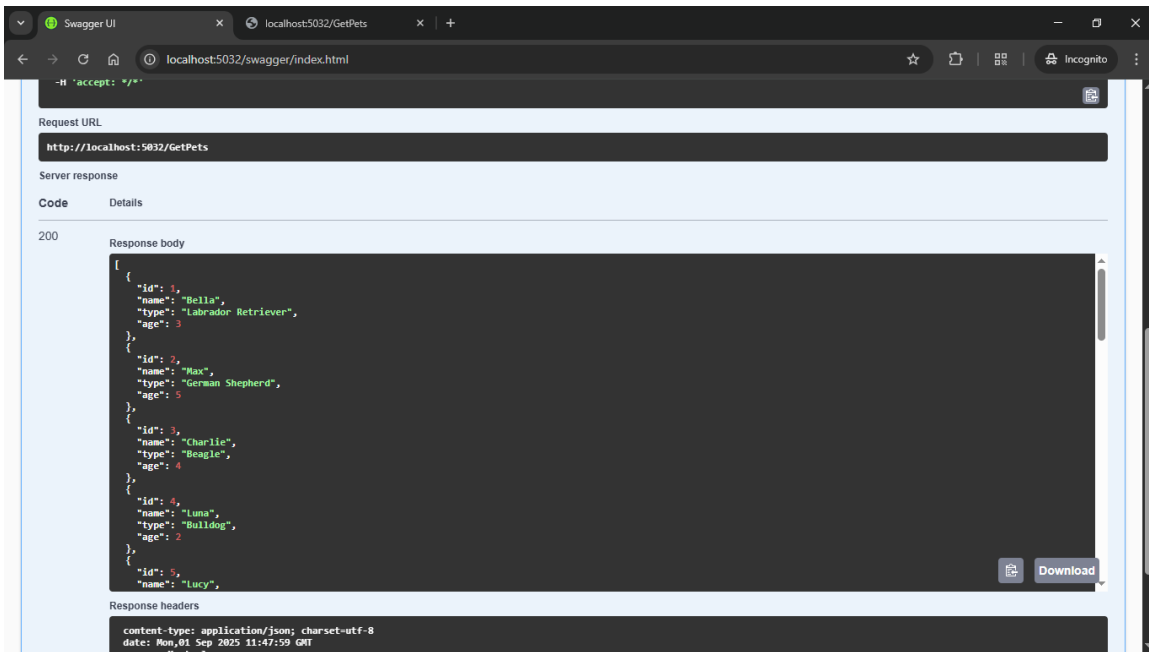 Swagger UI
localhost:5032/GetPets
localhost:5032/swagger/index.html
Incognito
-H 'accept: */*'
Request URL
http://localhost:5032/GetPets
Server response
Code Details
200
Response body
[
{
"id": 1,
"name": "Bella",
"type": "Labrador Retriever",
"age": 3
},
{
"id": 2,
"name": "Max",
"type": "German Shepherd",
"age": 5
},
{
"id": 3,
"name": "Charlie",
"type": "Beagle",
"age": 4
},
{
"id": 4,
"name": "Luna",
"type": "Bulldog",
"age": 2
},
{
"id": 5,
"name": "Lucy",
Download
Response headers
content-type: application/json; charset=utf-8
date: Mon,01 Sep 2025 11:47:59 GMT